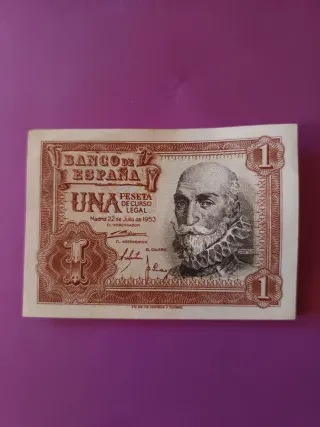 BANCO DE
ESPAÑA
1
UNA PESETA
DE CURSO
LEGAL
Madrid 22 de Julio de 1953
EL GOBERNADOR
EL INTERVENTOR
EL CAJERO
1
1